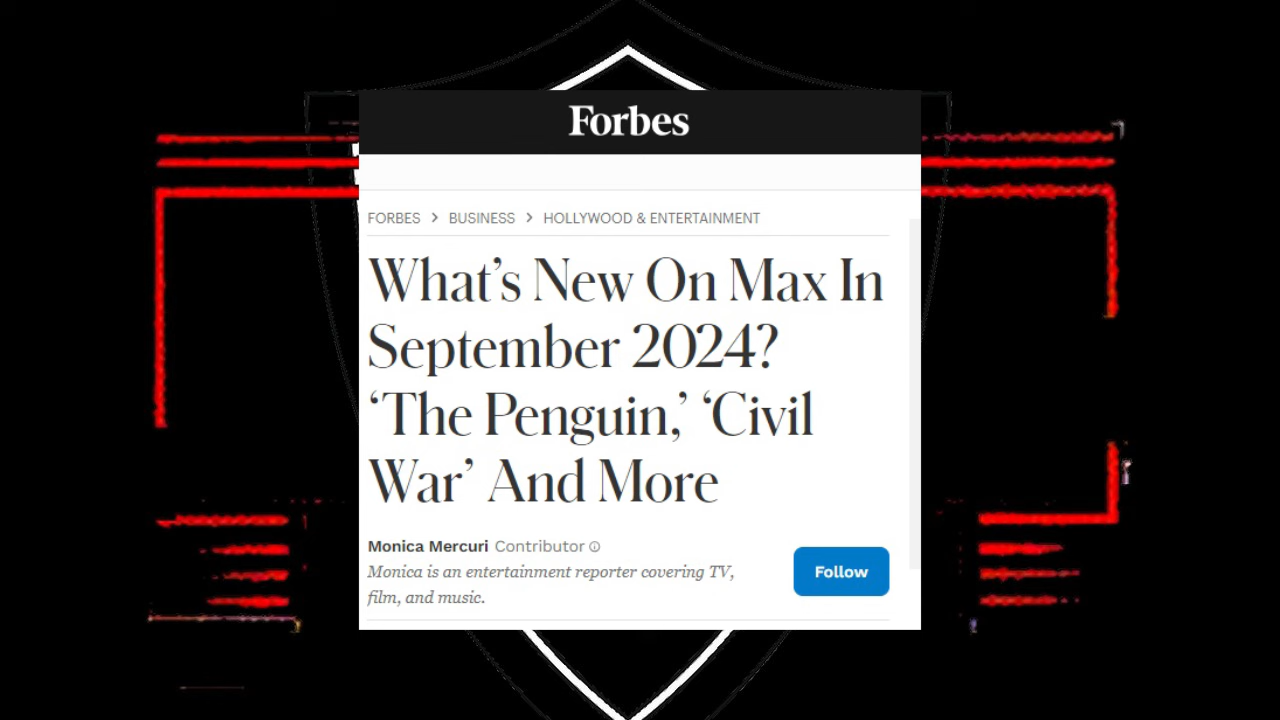 Forbes
FORBES > BUSINESS > HOLLYWOOD & ENTERTAINMENT
What’s New On Max In
September 2024?
‘The Penguin,’ ‘Civil
War’ And More
Monica Mercuri Contributor
Monica is an entertainment reporter covering TV,
film, and music.
Follow